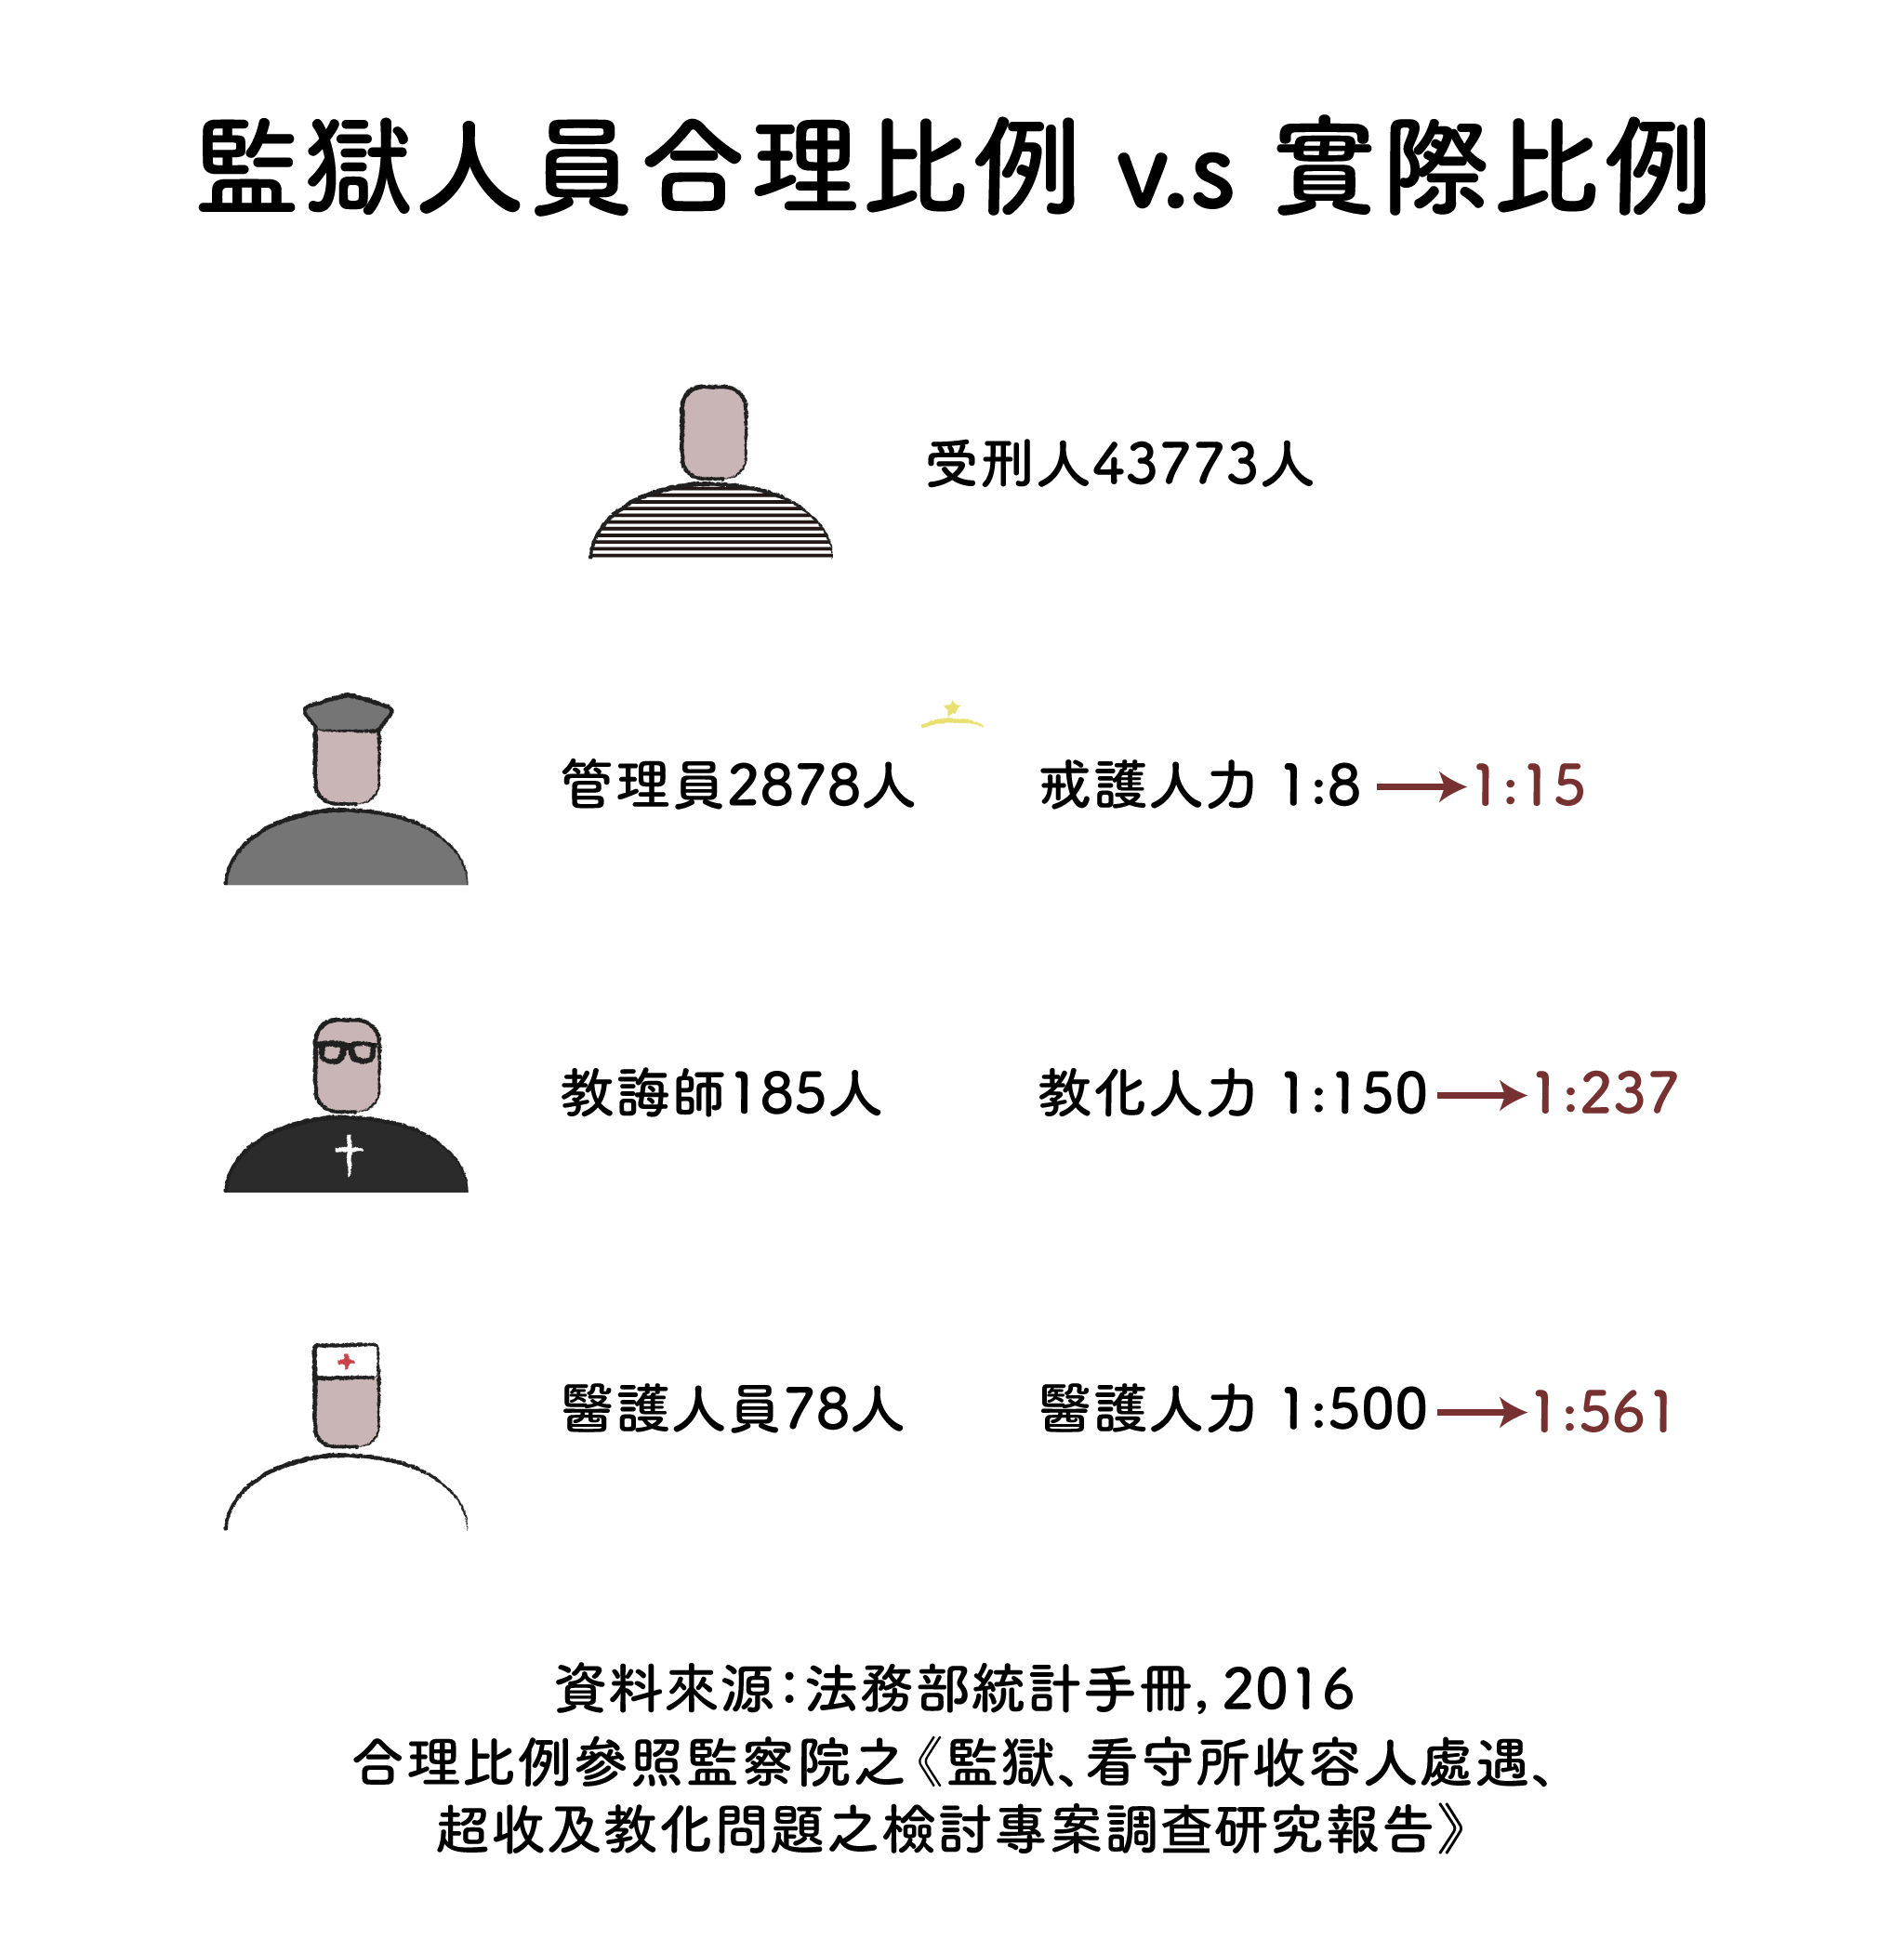 監獄人員合理比例 v.s 實際比例
受刑人43773人
管理員2878人 戒護人力 1:8 → 1:15
教誨師185人 教化人力 1:150 → 1:237
醫護人員78人 醫護人力 1:500 → 1:561
資料來源：法務部統計手冊, 2016
合理比例參照監察院之《監獄、看守所收容人處遇、
超收及教化問題之檢討專案調查研究報告》